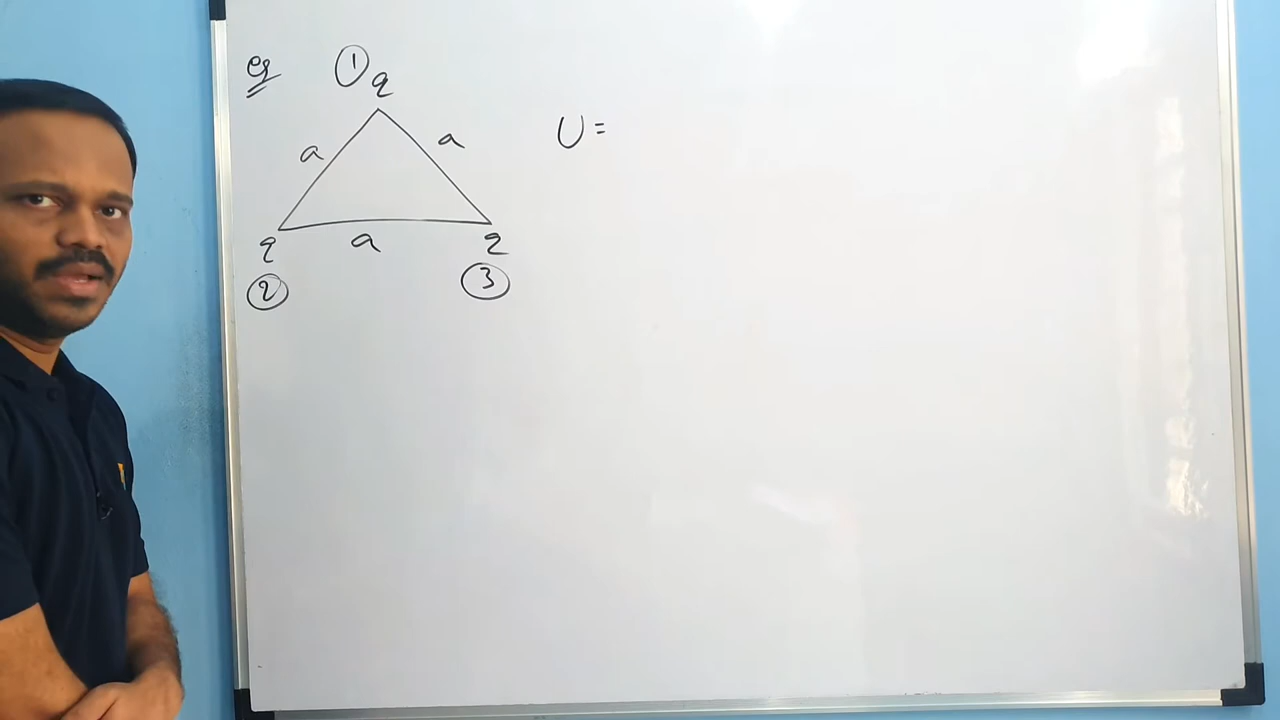 eg ① q
a a U =
q a q
② ③